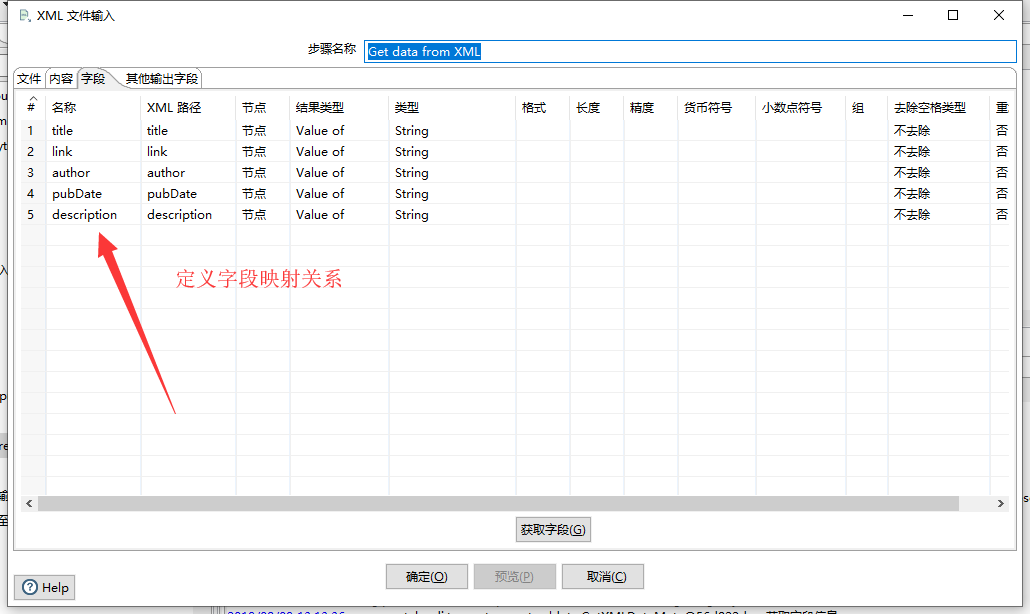 XML 文件输入
步骤名称 Get data from XML
文件 内容 字段 其他输出字段
# 名称 XML 路径 节点 结果类型 类型 格式 长度 精度 货币符号 小数点符号 组 去除空格类型 重
1 title title 节点 Value of String 不去除 否
2 link link 节点 Value of String 不去除 否
3 author author 节点 Value of String 不去除 否
4 pubDate pubDate 节点 Value of String 不去除 否
5 description description 节点 Value of String 不去除 否
定义字段映射关系
获取字段(G)
确定(O) 预览(P) 取消(C)
Help